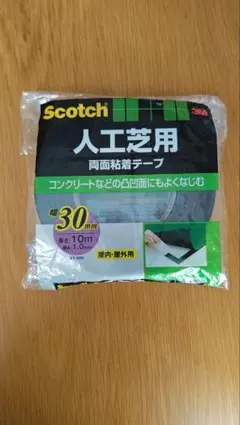 Scotch
3M
人工芝用
両面粘着テープ
コンクリートなどの凸凹面にもよくなじむ
幅30mm
長さ10m
厚み1.0mm
屋内・屋外用